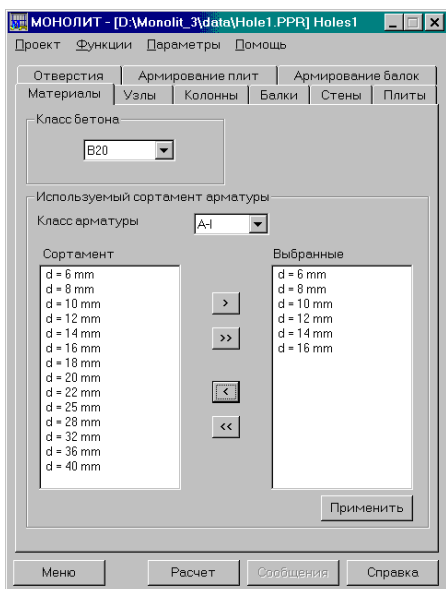 МОНОЛИТ - [D:\Monolit_3\data\Hole1.PPR] Holes1
Проект Функции Параметры Помощь
Отверстия Армирование плит Армирование балок
Материалы Узлы Колонны Балки Стены Плиты
Класс бетона
B20
Используемый сортамент арматуры
Класс арматуры A-I
Сортамент Выбранные
d = 6 mm d = 6 mm
d = 8 mm d = 8 mm
d = 10 mm > d = 10 mm
d = 12 mm d = 12 mm
d = 14 mm >> d = 14 mm
d = 16 mm d = 16 mm
d = 18 mm
d = 20 mm
d = 22 mm <
d = 25 mm
d = 28 mm <<
d = 32 mm
d = 36 mm
d = 40 mm
Применить
Меню Расчет Сообщения Справка